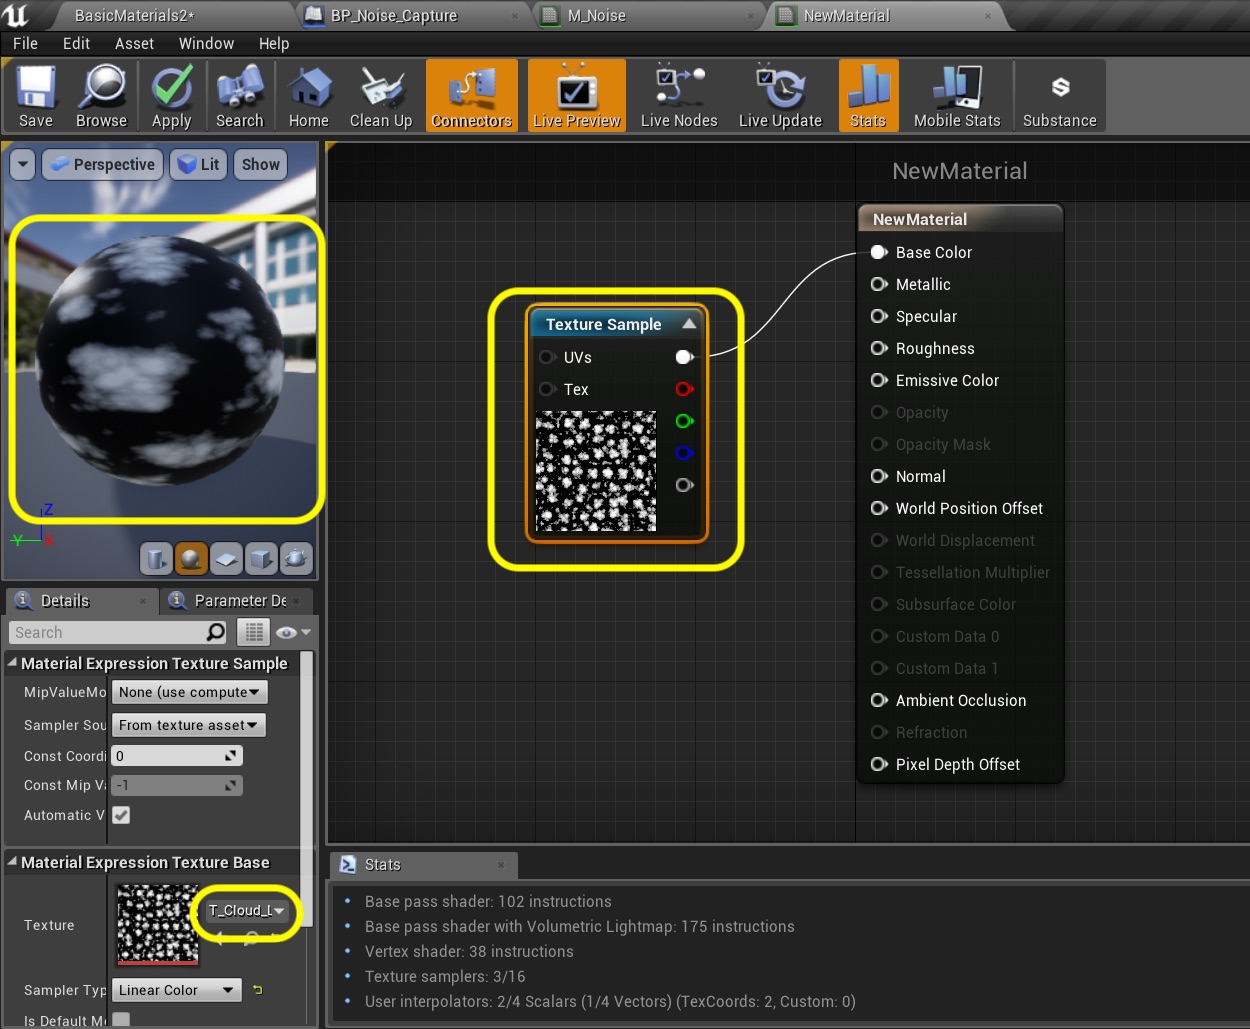 BasicMaterials2*
BP_Noise_Capture
M_Noise
NewMaterial
File Edit Asset Window Help
Save Browse Apply Search Home Clean Up Connectors Live Preview Live Nodes Live Update Stats Mobile Stats Substance
Perspective Lit Show
NewMaterial
NewMaterial
Base Color
Metallic
Specular
Roughness
Emissive Color
Opacity
Opacity Mask
Normal
World Position Offset
World Displacement
Tessellation Multiplier
Subsurface Color
Custom Data 0
Custom Data 1
Ambient Occlusion
Refraction
Pixel Depth Offset
Texture Sample
UVs
Tex
Z
Y X
Details
Parameter De
Search
Material Expression Texture Sample
MipValueMo None (use compute
Sampler Sou From texture asset
Const Coordi 0
Const Mip Va -1
Automatic V
Material Expression Texture Base
Texture T_Cloud_L
Sampler Typ Linear Color
Is Default Me
Stats
Base pass shader: 102 instructions
Base pass shader with Volumetric Lightmap: 175 instructions
Vertex shader: 38 instructions
Texture samplers: 3/16
User interpolators: 2/4 Scalars (1/4 Vectors) (TexCoords: 2, Custom: 0)